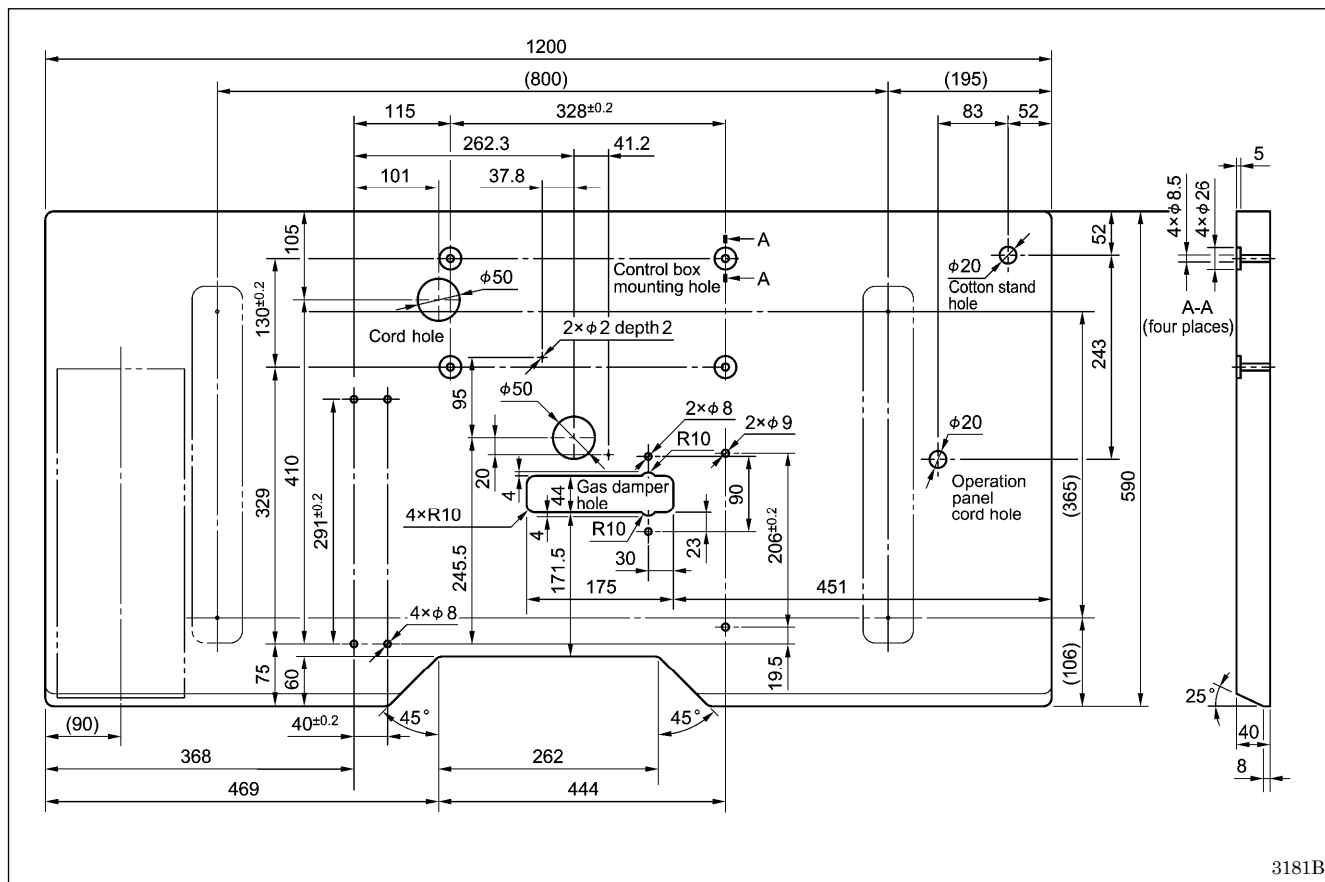 1200
(800)
(195)
115
328±0.2
83
52
262.3
41.2
101
37.8
5
4×φ8.5
4×φ26
105
A
52
φ50
Control box
mounting hole
A
φ20
Cotton stand
hole
A-A
(four places)
130±0.2
Cord hole
2×φ2 depth 2
243
95
φ50
2×φ8
2×φ9
R10
φ20
20
Operation
panel
cord hole
590
(365)
410
329
291±0.2
4
44
Gas damper
hole
90
4×R10
4
R10
23
206±0.2
245.5
171.5
30
175
451
4×φ8
75
60
19.5
(106)
25°
(90)
40±0.2
45°
45°
40
368
262
8
469
444
3181B